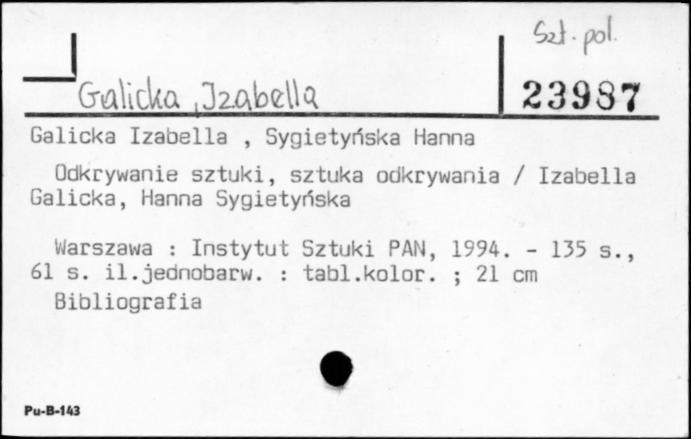 Szt. pol.
Galicka, Izabella
23987
Galicka Izabella , Sygietyńska Hanna
Odkrywanie sztuki, sztuka odkrywania / Izabella
Galicka, Hanna Sygietyńska
Warszawa : Instytut Sztuki PAN, 1994. - 135 s.,
61 s. il.jednobarw. : tabl.kolor. ; 21 cm
Bibliografia
Pu-B-143